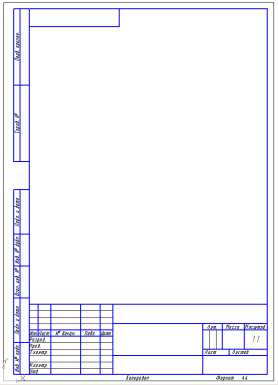 Перв. примен.
Справ. №
Подп. и дата
Инв. № дубл.
Взам. инв. №
Подп. и дата
Инв. № подл.
Изм Лист № докум. Подп. Дата
Разраб.
Пров.
Т.контр.
Н.контр.
Утв.
Лит. Масса Масштаб
1:1
Лист Листов
Копировал Формат А4